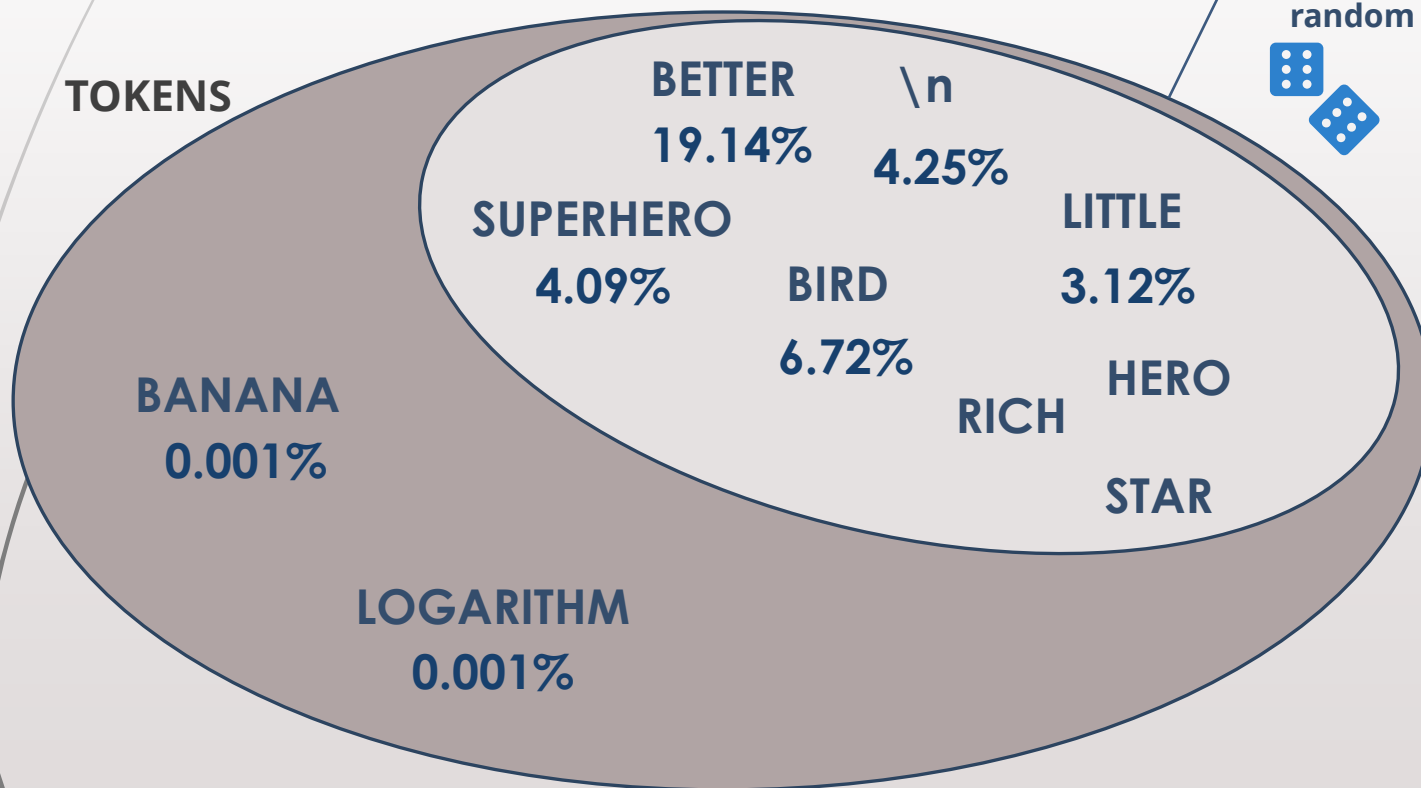 random
TOKENS
BETTER
19.14%
\n
4.25%
SUPERHERO
4.09%
BIRD
6.72%
LITTLE
3.12%
HERO
RICH
STAR
BANANA
0.001%
LOGARITHM
0.001%